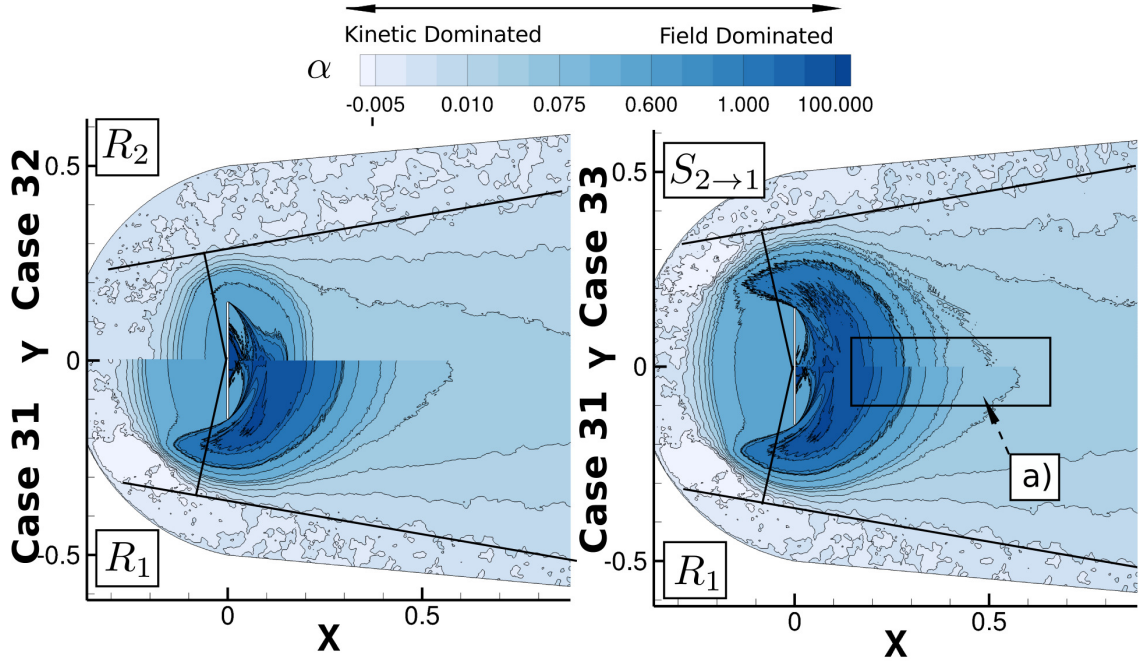 Kinetic Dominated Field Dominated
α
-0.005 0.010 0.075 0.600 1.000 100.000
R₂
0.5
0
-0.5
Y
Case 32
Case 31
R₁
0 0.5
X
S₂→₁
0.5
0
-0.5
Y
Case 33
Case 31
a)
R₁
0 0.5
X